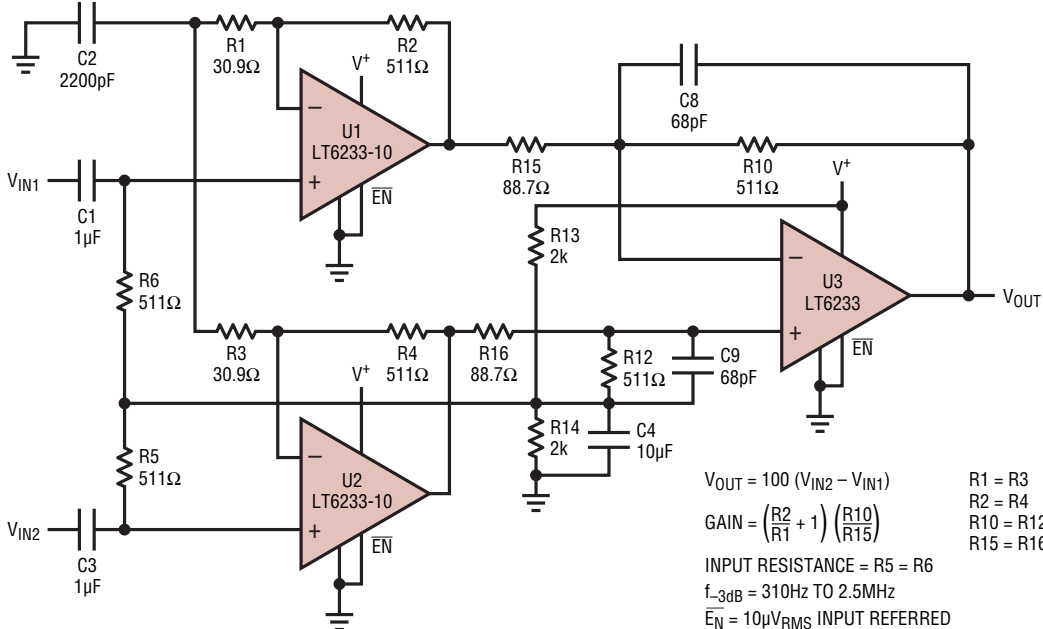 C2
2200pF
R1
30.9Ω
R2
511Ω
V+
–
+
U1
LT6233-10
EN
VIN1
C1
1µF
R6
511Ω
R15
88.7Ω
C8
68pF
R10
511Ω
V+
R13
2k
–
+
U3
LT6233
EN
VOUT
R3
30.9Ω
R4
511Ω
R16
88.7Ω
R12
511Ω
C9
68pF
V+
R5
511Ω
R14
2k
C4
10µF
–
+
U2
LT6233-10
EN
VIN2
C3
1µF
VOUT = 100 (VIN2 – VIN1)
GAIN = (R2/R1 + 1) (R10/R15)
INPUT RESISTANCE = R5 = R6
f–3dB = 310Hz TO 2.5MHz
EN = 10µVRMS INPUT REFERRED
R1 = R3
R2 = R4
R10 = R12
R15 = R16